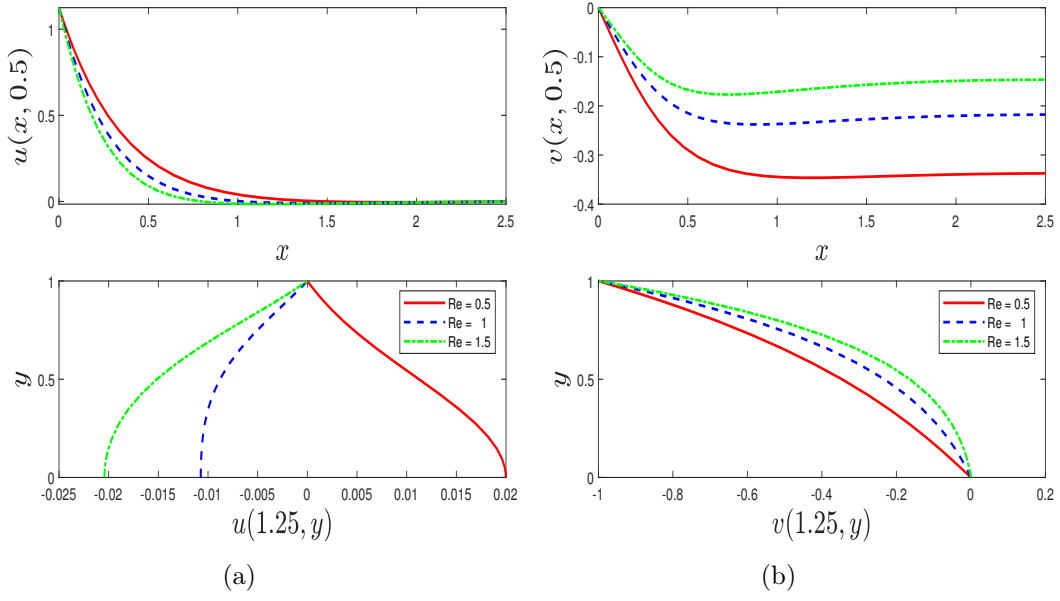 u(x, 0.5)
1
0.5
0
0
0.5
1
1.5
2
2.5
x
v(x, 0.5)
0
-0.1
-0.2
-0.3
-0.4
0
0.5
1
1.5
2
2.5
x
y
1
0.5
0
Re = 0.5
Re = 1
Re = 1.5
-0.025
-0.02
-0.015
-0.01
-0.005
0
0.005
0.01
0.015
0.02
u(1.25, y)
y
1
0.5
0
Re = 0.5
Re = 1
Re = 1.5
-1
-0.8
-0.6
-0.4
-0.2
0
0.2
v(1.25, y)
(a)
(b)